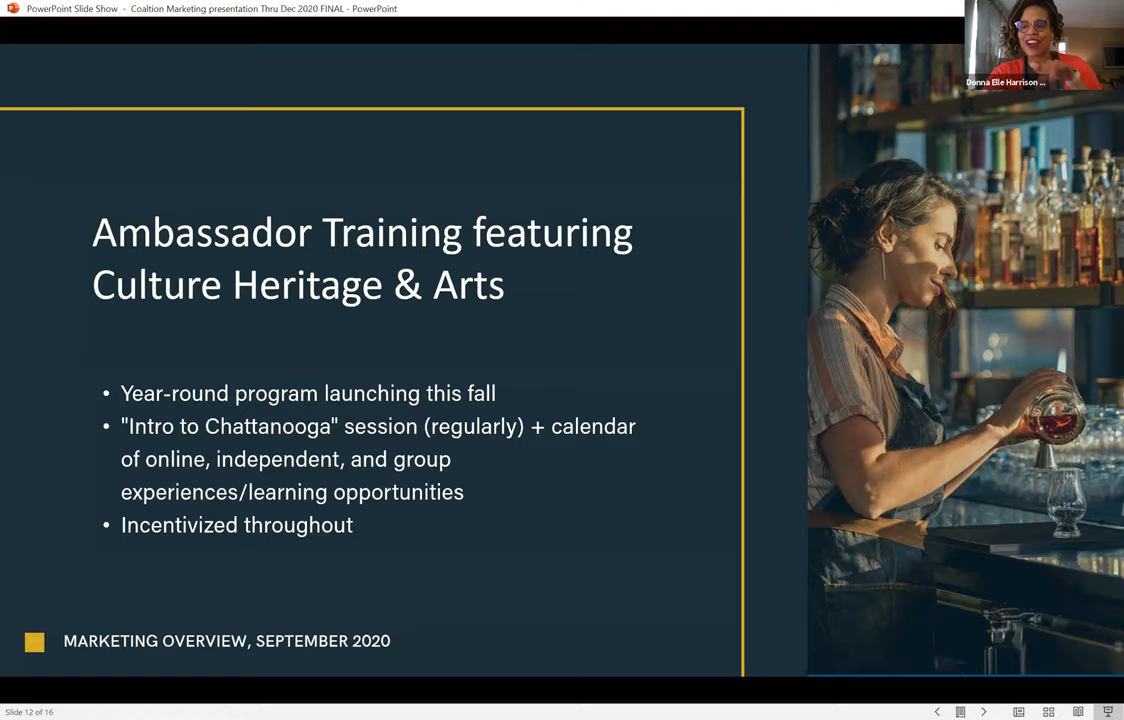 PowerPoint Slide Show - Coaltion Marketing presentation Thru Dec 2020 FINAL - PowerPoint
Donna Elle Harrison ...
Ambassador Training featuring
Culture Heritage & Arts
• Year-round program launching this fall
• "Intro to Chattanooga" session (regularly) + calendar
of online, independent, and group
experiences/learning opportunities
• Incentivized throughout
MARKETING OVERVIEW, SEPTEMBER 2020
Slide 12 of 16